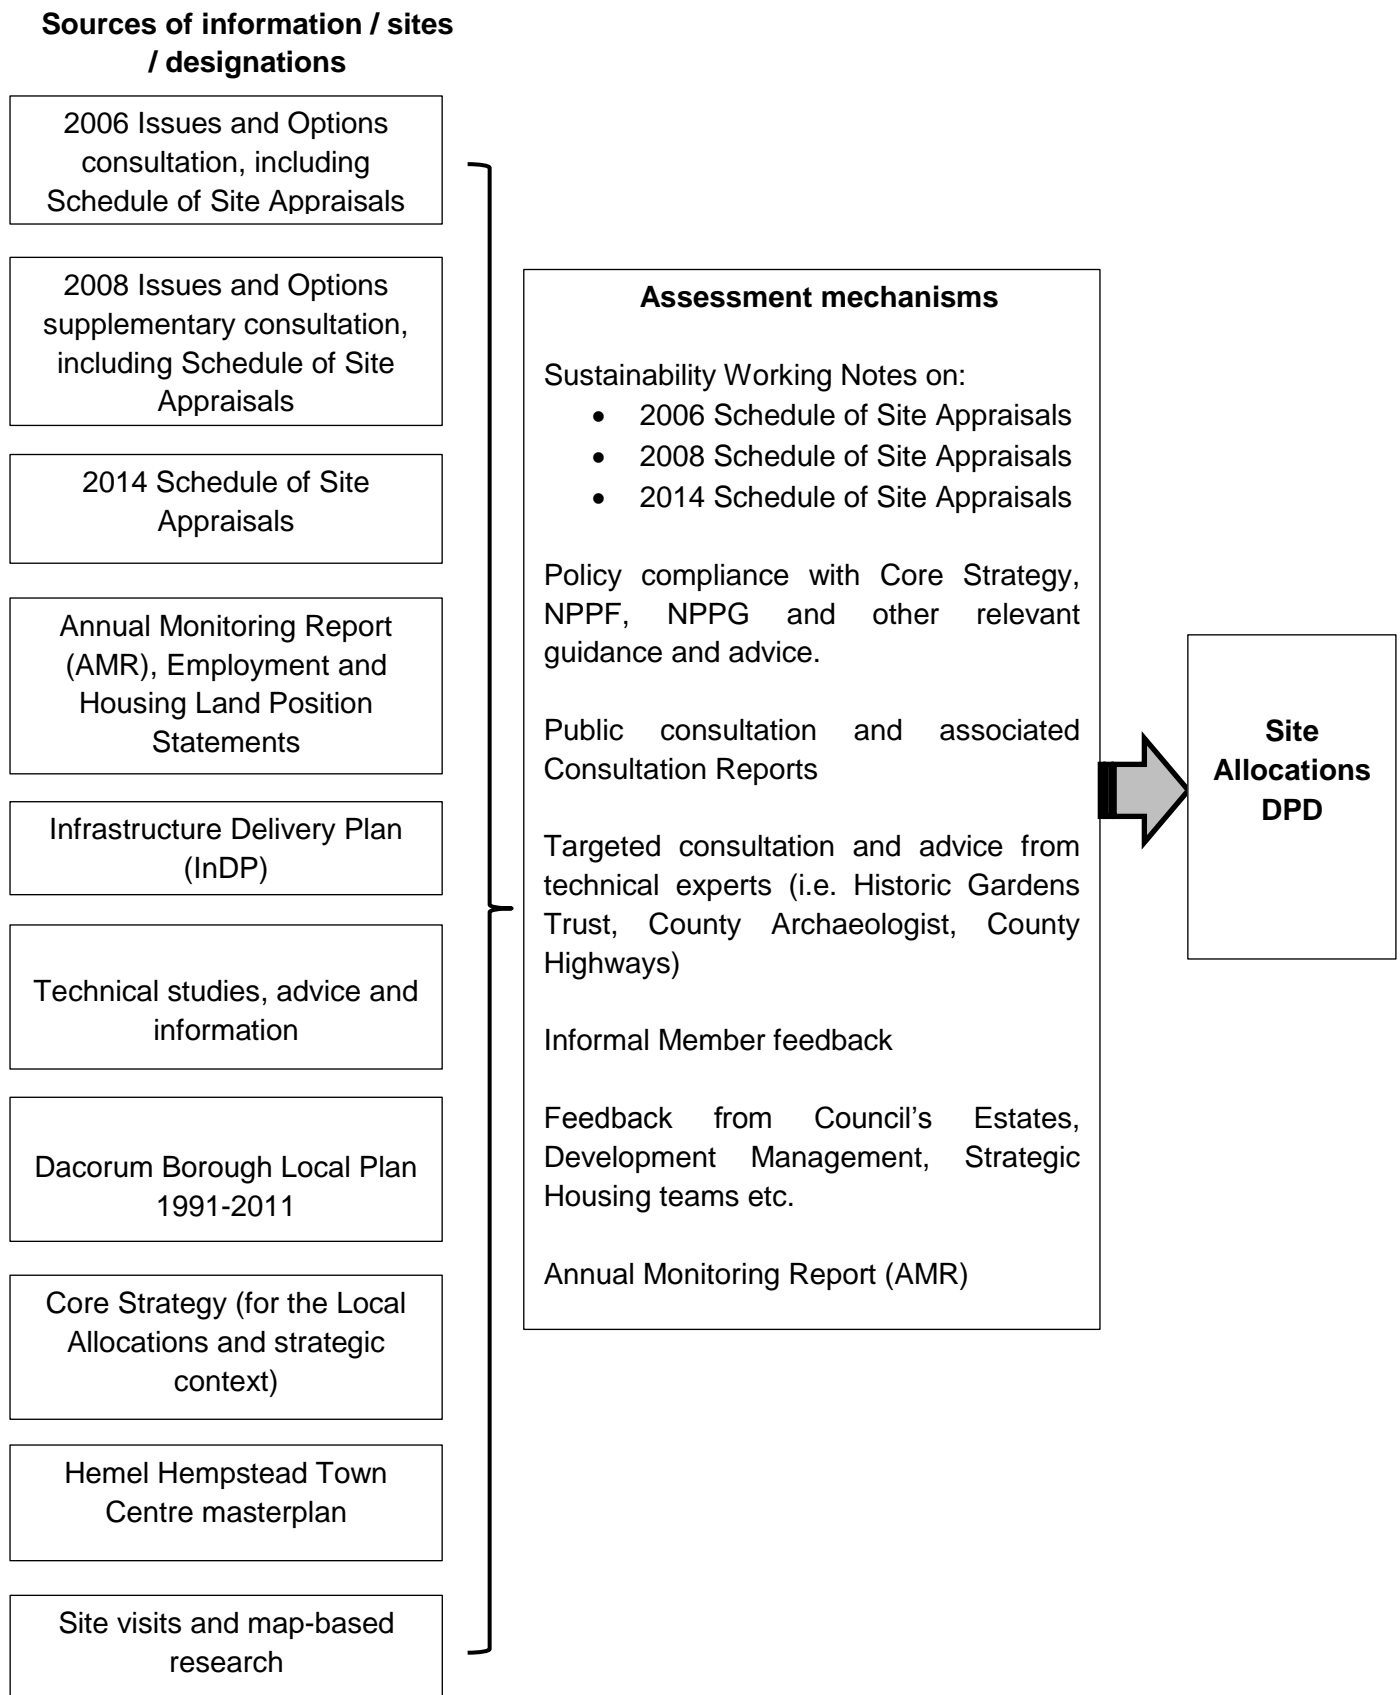 Sources of information / sites
/ designations
2006 Issues and Options
consultation, including
Schedule of Site Appraisals
2008 Issues and Options
supplementary consultation,
including Schedule of Site
Appraisals
2014 Schedule of Site
Appraisals
Annual Monitoring Report
(AMR), Employment and
Housing Land Position
Statements
Infrastructure Delivery Plan
(InDP)
Technical studies, advice and
information
Dacorum Borough Local Plan
1991-2011
Core Strategy (for the Local
Allocations and strategic
context)
Hemel Hempstead Town
Centre masterplan
Site visits and map-based
research
Assessment mechanisms
Sustainability Working Notes on:
• 2006 Schedule of Site Appraisals
• 2008 Schedule of Site Appraisals
• 2014 Schedule of Site Appraisals
Policy compliance with Core Strategy,
NPPF, NPPG and other relevant
guidance and advice.
Public consultation and associated
Consultation Reports
Targeted consultation and advice from
technical experts (i.e. Historic Gardens
Trust, County Archaeologist, County
Highways)
Informal Member feedback
Feedback from Council’s Estates,
Development Management, Strategic
Housing teams etc.
Annual Monitoring Report (AMR)
Site
Allocations
DPD